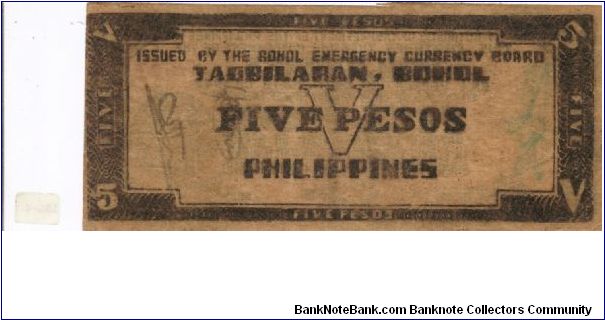 FIVE PESOS
V 5
ISSUED BY THE BOHOL EMERGENCY CURRENCY BOARD
TAGBILARAN, BOHOL
V
FIVE FIVE PESOS FIVE
PHILIPPINES
5 V
FIVE PESOS
BankNoteBank.com Banknote Collectors Community